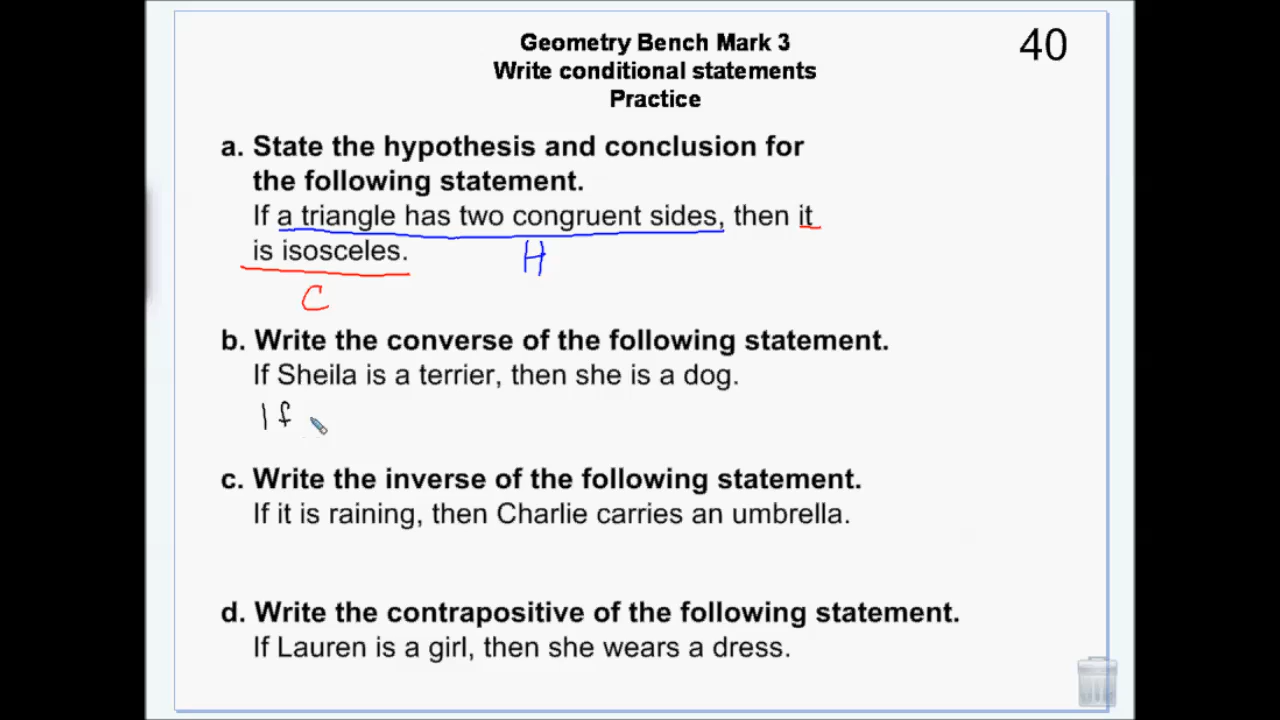 Geometry Bench Mark 3
40
Write conditional statements
Practice
a. State the hypothesis and conclusion for
the following statement.
If a triangle has two congruent sides, then it
is isosceles.
H
C
b. Write the converse of the following statement.
If Sheila is a terrier, then she is a dog.
If
c. Write the inverse of the following statement.
If it is raining, then Charlie carries an umbrella.
d. Write the contrapositive of the following statement.
If Lauren is a girl, then she wears a dress.